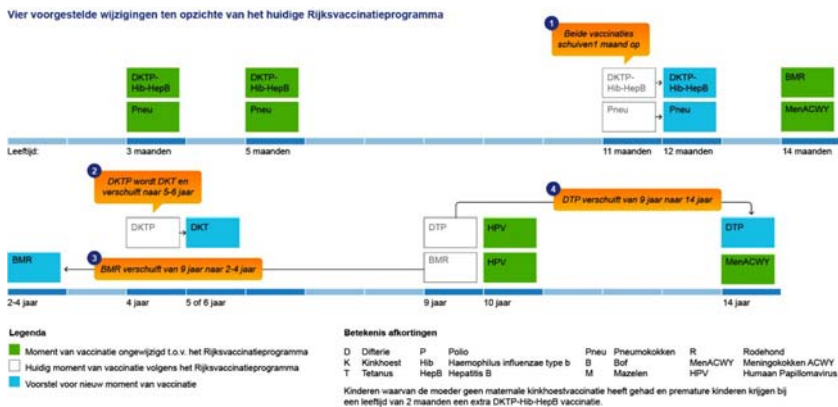 Vier voorgestelde wijzigingen ten opzichte van het huidige Rijksvaccinatieprogramma
1
Beide vaccinaties
schuiven1 maand op
DKTP-
Hib-HepB
DKTP-
Hib-HepB
DKTP-
Hib-HepB
DKTP-
Hib-HepB
BMR
Pneu
Pneu
Pneu
Pneu
MenACWY
Leeftijd:
3 maanden
5 maanden
11 maanden
12 maanden
14 maanden
2
DKTP wordt DKT en
verschuift naar 5-6 jaar
4
DTP verschuift van 9 jaar naar 14 jaar
DKTP
DKT
DTP
HPV
DTP
3
BMR
BMR verschuift van 9 jaar naar 2-4 jaar
BMR
HPV
MenACWY
2-4 jaar
4 jaar
5 of 6 jaar
9 jaar
10 jaar
14 jaar
Legenda
Moment van vaccinatie ongewijzigd t.o.v. het Rijksvaccinatieprogramma
Huidig moment van vaccinatie volgens het Rijksvaccinatieprogramma
Voorstel voor nieuw moment van vaccinatie
Betekenis afkortingen
D Difterie P Polio Pneu Pneumokokken R Rodehond
K Kinkhoest Hib Haemophilus influenzae type b B Bof MenACWY Meningokokken ACWY
T Tetanus HepB Hepatitis B M Mazelen HPV Humaan Papillomavirus
Kinderen waarvan de moeder geen maternale kinkhoestvaccinatie heeft gehad en premature kinderen krijgen bij
een leeftijd van 2 maanden een extra DKTP-Hib-HepB vaccinatie.